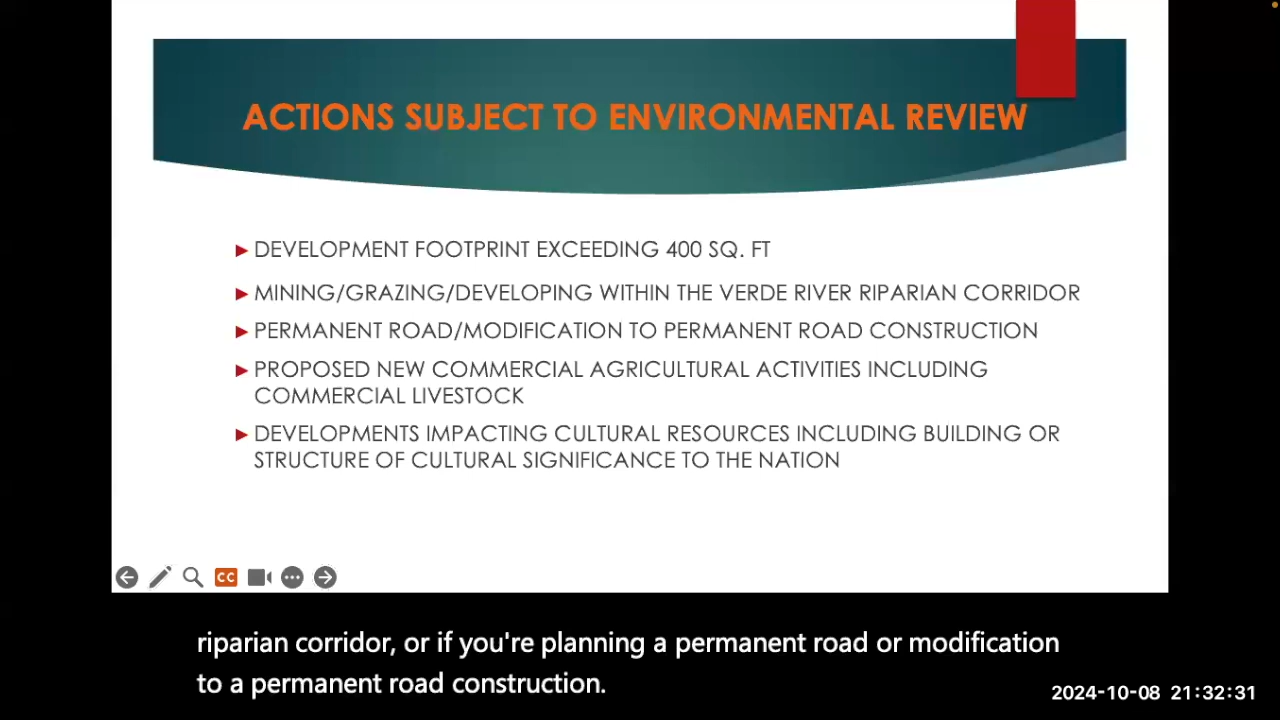 ACTIONS SUBJECT TO ENVIRONMENTAL REVIEW
DEVELOPMENT FOOTPRINT EXCEEDING 400 SQ. FT
MINING/GRAZING/DEVELOPING WITHIN THE VERDE RIVER RIPARIAN CORRIDOR
PERMANENT ROAD/MODIFICATION TO PERMANENT ROAD CONSTRUCTION
PROPOSED NEW COMMERCIAL AGRICULTURAL ACTIVITIES INCLUDING
COMMERCIAL LIVESTOCK
DEVELOPMENTS IMPACTING CULTURAL RESOURCES INCLUDING BUILDING OR
STRUCTURE OF CULTURAL SIGNIFICANCE TO THE NATION
CC
riparian corridor, or if you're planning a permanent road or modification
to a permanent road construction.
2024-10-08 21:32:31